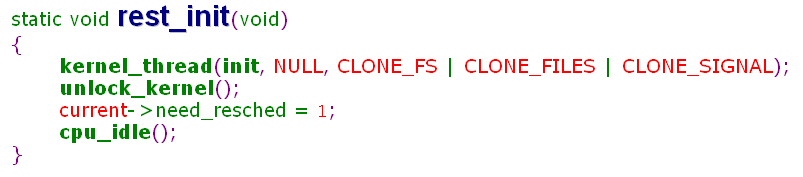 static void rest_init(void)
{
kernel_thread(init, NULL, CLONE_FS | CLONE_FILES | CLONE_SIGNAL);
unlock_kernel();
current->need_resched = 1;
cpu_idle();
}